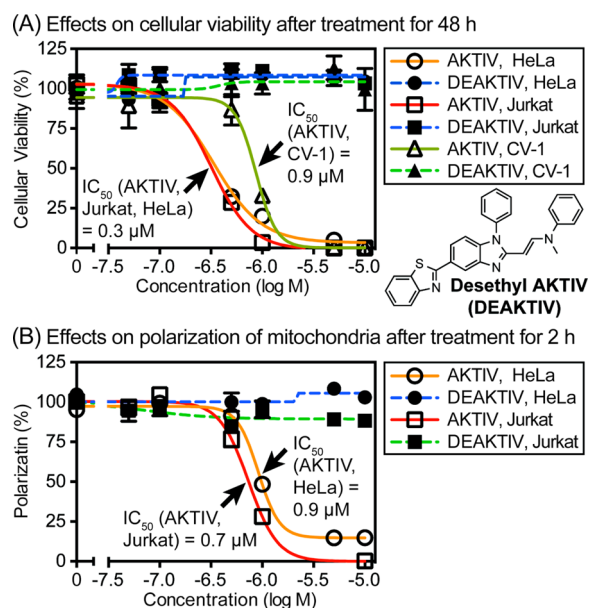 (A) Effects on cellular viability after treatment for 48 h
Cellular Viability (%)
125
100
75
50
25
0
IC50 (AKTIV,
Jurkat, HeLa)
= 0.3 μM
IC50
(AKTIV,
CV-1) =
0.9 μM
0 -7.5 -7.0 -6.5 -6.0 -5.5 -5.0
Concentration (log M)
AKTIV, HeLa
DEAKTIV, HeLa
AKTIV, Jurkat
DEAKTIV, Jurkat
AKTIV, CV-1
DEAKTIV, CV-1
N
N
N
S
N
Desethyl AKTIV
(DEAKTIV)
(B) Effects on polarization of mitochondria after treatment for 2 h
Polarizatin (%)
125
100
75
50
25
0
IC50 (AKTIV,
Jurkat) = 0.7 μM
IC50
(AKTIV,
HeLa) =
0.9 μM
0 -7.5 -7.0 -6.5 -6.0 -5.5 -5.0
Concentration (log M)
AKTIV, HeLa
DEAKTIV, HeLa
AKTIV, Jurkat
DEAKTIV, Jurkat